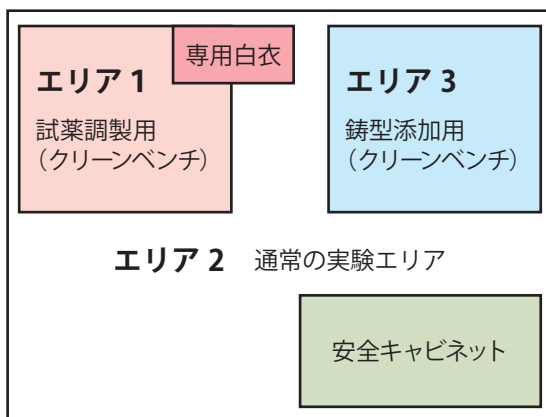 専用白衣
エリア 1
試薬調製用
（クリーンベンチ）
エリア 3
鋳型添加用
（クリーンベンチ）
エリア 2 通常の実験エリア
安全キャビネット